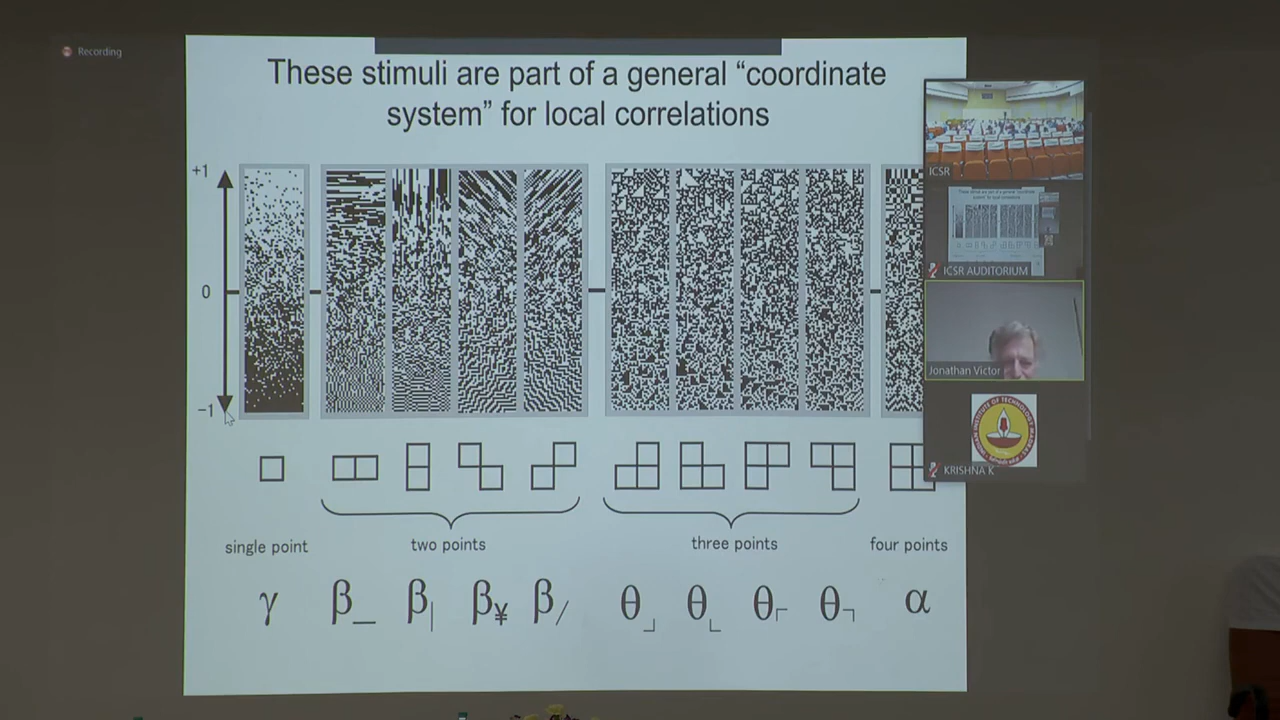 Recording
These stimuli are part of a general “coordinate
system” for local correlations
+1
0
−1
single point
two points
three points
four points
γ β_ β| β¥ β/ θ⌟ θ⌞ θ⌜ θ⌝ α
ICSR
ICSR AUDITORIUM
Jonathan Victor
KRISHNA K